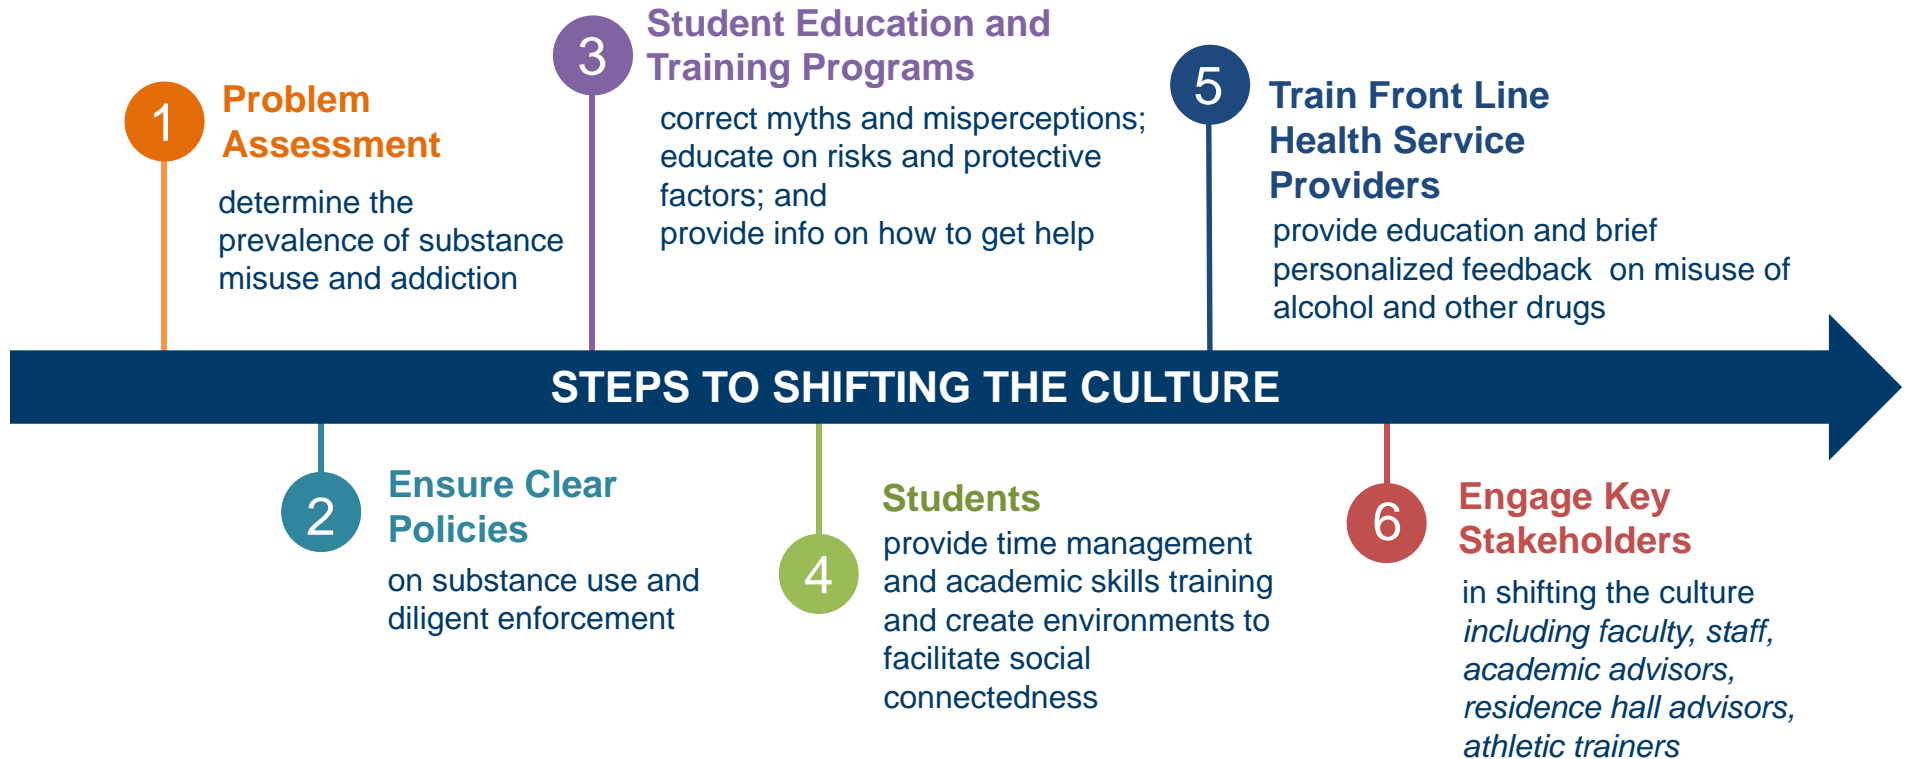 1
Problem
Assessment
determine the
prevalence of substance
misuse and addiction
3
Student Education and
Training Programs
correct myths and misperceptions;
educate on risks and protective
factors; and
provide info on how to get help
5
Train Front Line
Health Service
Providers
provide education and brief
personalized feedback  on misuse of
alcohol and other drugs
STEPS TO SHIFTING THE CULTURE
2
Ensure Clear
Policies
on substance use and
diligent enforcement
4
Students
provide time management
and academic skills training
and create environments to
facilitate social
connectedness
6
Engage Key
Stakeholders
in shifting the culture
including faculty, staff,
academic advisors,
residence hall advisors,
athletic trainers